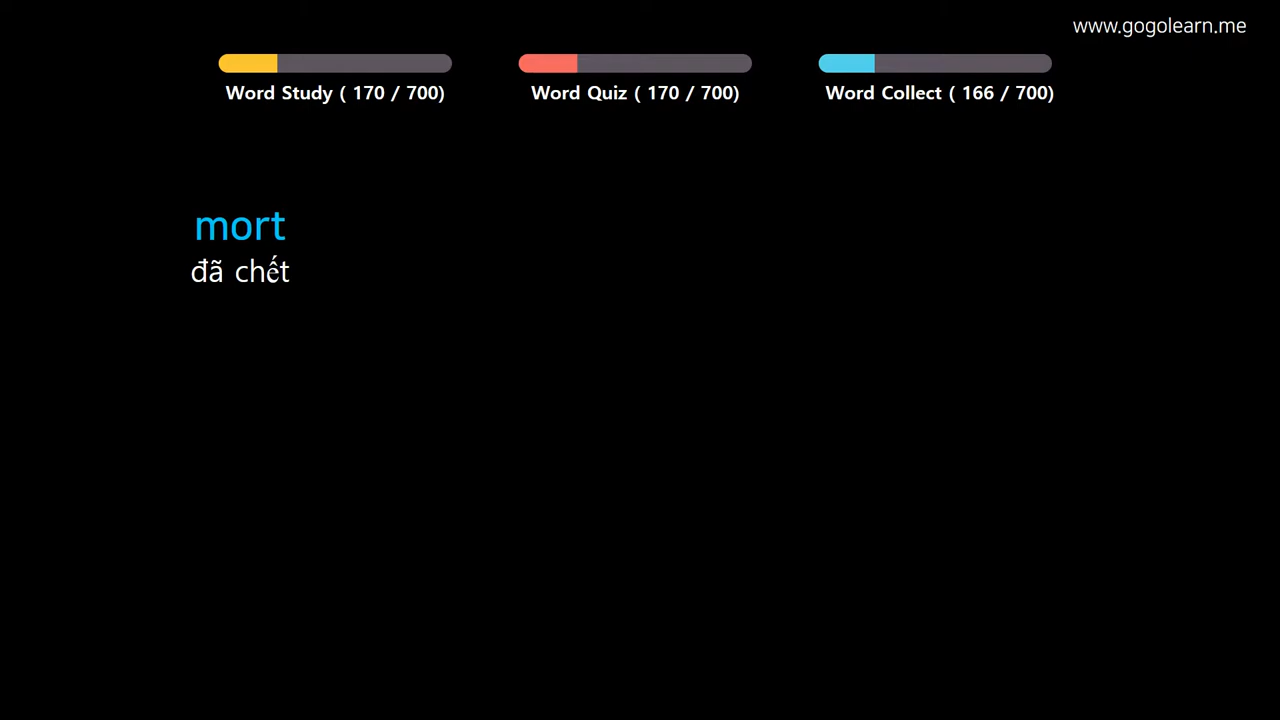 www.gogolearn.me
Word Study ( 170 / 700)
Word Quiz ( 170 / 700)
Word Collect ( 166 / 700)
mort
đã chết